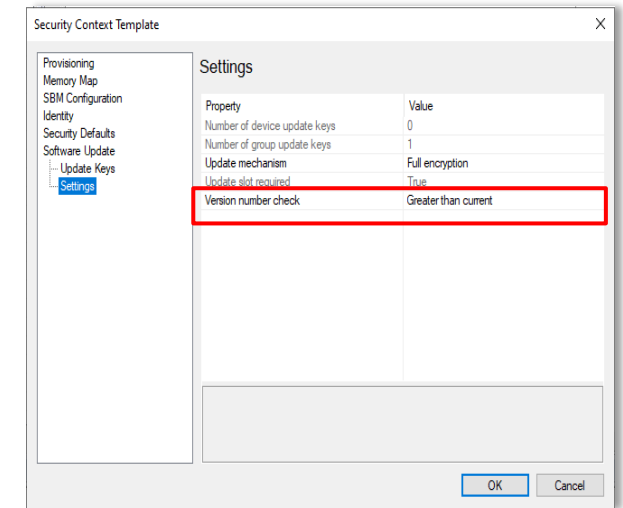 Security Context Template
Provisioning
Memory Map
SBM Configuration
Identity
Security Defaults
Software Update
Update Keys
Settings
Settings
Property Value
Number of device update keys 0
Number of group update keys 1
Update mechanism Full encryption
Update slot required True
Version number check Greater than current
OK Cancel